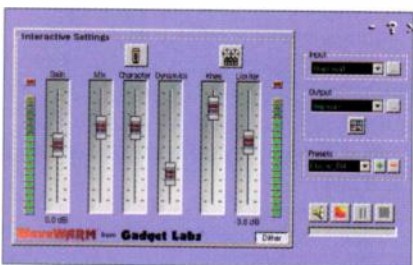 Interactive Settings
Gain
Mix
Character
Dynamics
Knee
Limiter
0.0 dB
-3.0 dB
WaveWARM from Gadget Labs
Dither
Input
Output
Presets